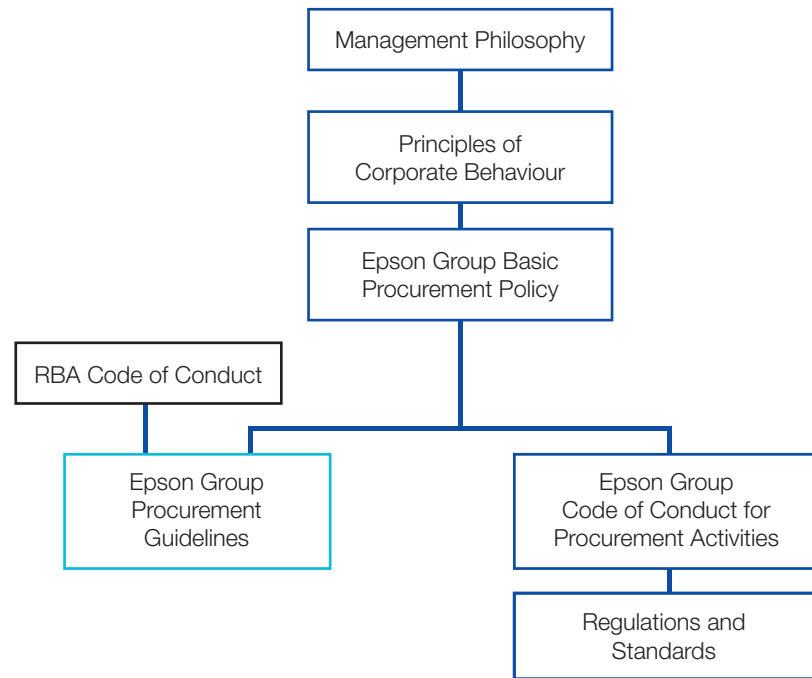 Management Philosophy
Principles of
Corporate Behaviour
Epson Group Basic
Procurement Policy
RBA Code of Conduct
Epson Group
Procurement
Guidelines
Epson Group
Code of Conduct for
Procurement Activities
Regulations and
Standards